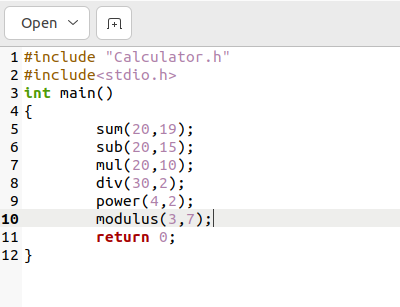 Open
1 #include "Calculator.h"
2 #include<stdio.h>
3 int main()
4 {
5         sum(20,19);
6         sub(20,15);
7         mul(20,10);
8         div(30,2);
9         power(4,2);
10         modulus(3,7);
11         return 0;
12 }